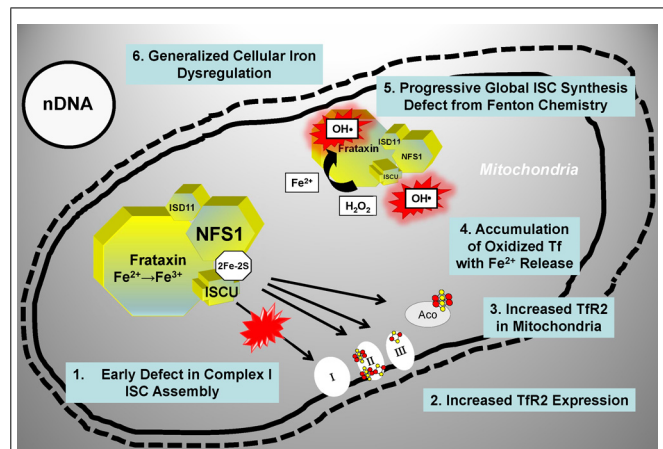 6. Generalized Cellular Iron
Dysregulation
nDNA
5. Progressive Global ISC Synthesis
Defect from Fenton Chemistry
OH•
ISD11
Frataxin
NFS1
ISCU
Mitochondria
Fe²⁺
H₂O₂
OH•
ISD11
NFS1
Frataxin
Fe²⁺→Fe³⁺
2Fe-2S
ISCU
4. Accumulation
of Oxidized Tf
with Fe²⁺ Release
Aco
3. Increased TfR2
in Mitochondria
III
II
I
1. Early Defect in Complex I
ISC Assembly
2. Increased TfR2 Expression